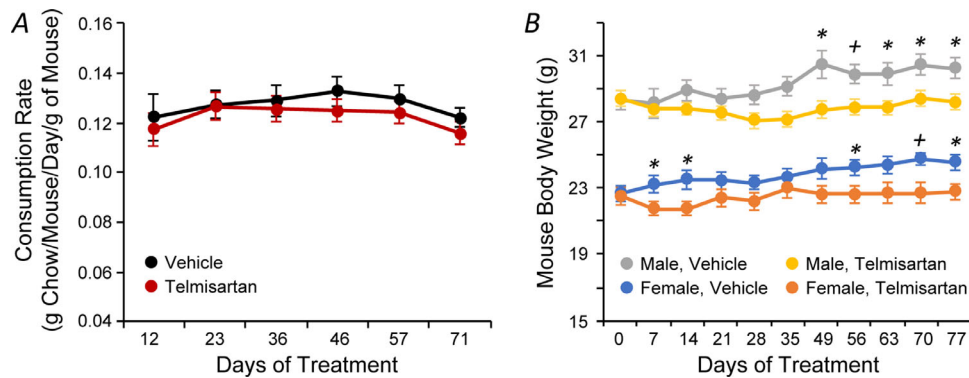 A
Consumption Rate
(g Chow/Mouse/Day/g of Mouse)
0.16
0.14
0.12
0.10
0.08
0.06
0.04
Vehicle
Telmisartan
12 23 36 46 57 71
Days of Treatment
B
Mouse Body Weight (g)
31
27
23
19
15
* + * * *
* * * + *
Male, Vehicle Male, Telmisartan
Female, Vehicle Female, Telmisartan
0 7 14 21 28 35 49 56 63 70 77
Days of Treatment